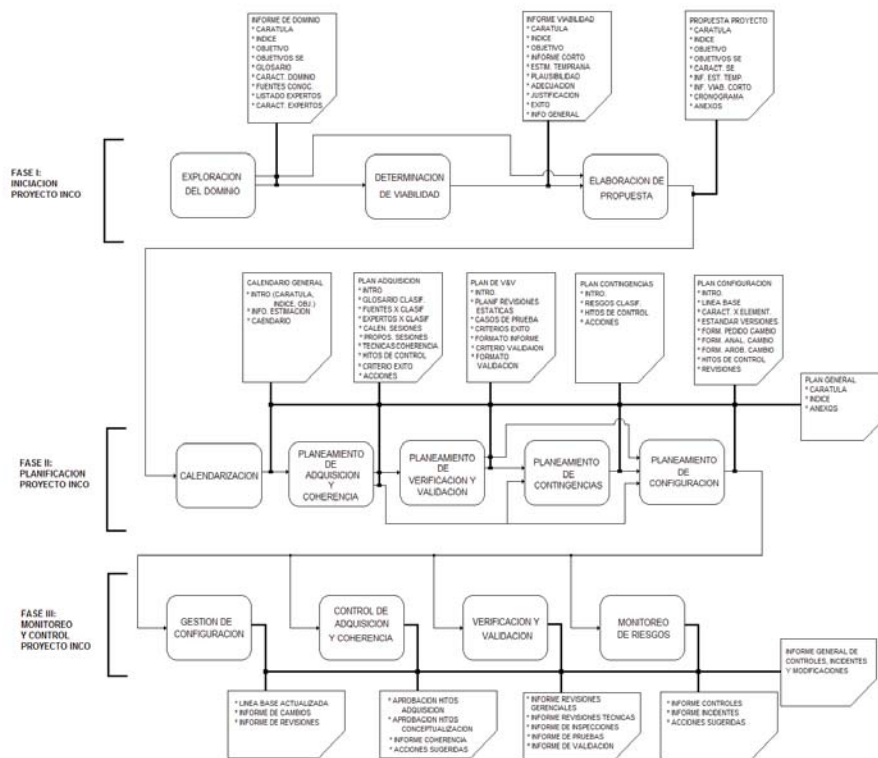 INFORME DE DOMINIO
* CARATULA
* INDICE
* OBJETIVO
* OBJETIVOS SE
* GLOSARIO
* CARACT. DOMINIO
* FUENTES CONOC.
* LISTADO EXPERTOS
* CARACT. EXPERTOS
INFORME VIABILIDAD
* CARATULA
* INDICE
* OBJETIVO
* INFORME CORTO
* ESTIM. TEMPRANA
* PLAUSIBILIDAD
* ADECUACION
* JUSTIFICACION
* EXITO
* INFO GENERAL
PROPUESTA PROYECTO
* CARATULA
* INDICE
* OBJETIVO
* OBJETIVOS SE
* CARACT. SE
* INF. EST. TEMP.
* INF. VIAB. CORTO
* CRONOGRAMA
* ANEXOS
FASE I:
INICIACION
PROYECTO INCO
EXPLORACION
DEL DOMINIO
DETERMINACION
DE VIABILIDAD
ELABORACION DE
PROPUESTA
CALENDARIO GENERAL
* INTRO (CARATULA,
INDICE, OBJ.)
* INFO. ESTIMACION
* CAENDARIO
PLAN ADQUISICION
* INTRO
* GLOSARIO CLASIF.
* FUENTES X CLASIF
* EXPERTOS X CLASIF
* CALEN. SESIONES
* PROPOS. SESIONES
* TECNICAS COHERENCIA
* HITOS DE CONTROL
* CRITERIO EXITO
* ACCIONES
PLAN DE V&V
* INTRO.
* PLANIF REVISIONES
ESTATICAS
* CASOS DE PRUEBA
* CRITERIOS EXITO
* FORMATO INFORME
* CRITERIO VALIDAION
* FORMATO
VALIDACION
PLAN CONTINGENCIAS
* INTRO.
* RIESGOS CLASIF.
* HITOS DE CONTROL
* ACCIONES
PLAN CONFIGURACION
* INTRO.
* LINEA BASE
* CARACT. X ELEMENT.
* ESTANDAR VERSIONES
* FORM. PEDIDO CAMBIO
* FORM. ANAL. CAMBIO
* FORM. AROB. CAMBIO
* HITOS DE CONTROL
* REVISIONES
PLAN GENERAL
* CARATULA
* INDICE
* ANEXOS
FASE II:
PLANIFICACION
PROYECTO INCO
CALENDARIZACION
PLANEAMIENTO DE
ADQUISICION
Y
COHERENCIA
PLANEAMIENTO
DE
VERIFICACIÓN Y
VALIDACIÓN
PLANEAMIENTO
DE
CONTINGENCIAS
PLANEAMIENTO
DE
CONFIGURACION
FASE III:
MONITOREO
Y CONTROL
PROYECTO INCO
GESTION DE
CONFIGURACION
CONTROL DE
ADQUISICION
Y COHERENCIA
VERIFICACION Y
VALIDACION
MONITOREO
DE RIESGOS
INFORME GENERAL DE
CONTROLES, INCIDENTES
Y MODIFICACIONES
* LINEA BASE ACTUALIZADA
* INFORME DE CAMBIOS
* INFORME DE REVISIONES
* APROBACION HITOS
ADQUISICION
* APROBACION HITOS
CONCEPTUALIZACION
* INFORME COHERENCIA
* ACCIONES SUGERIDAS
* INFORME REVISIONES
GERENCIALES
* INFORME REVISIONES TECNICAS
* INFORME DE INSPECCIONES
* INFORME DE PRUEBAS
* INFORME DE VALIDACION
* INFORME CONTROLES
* INFORME INCIDENTES
* ACCIONES SUGERIDAS